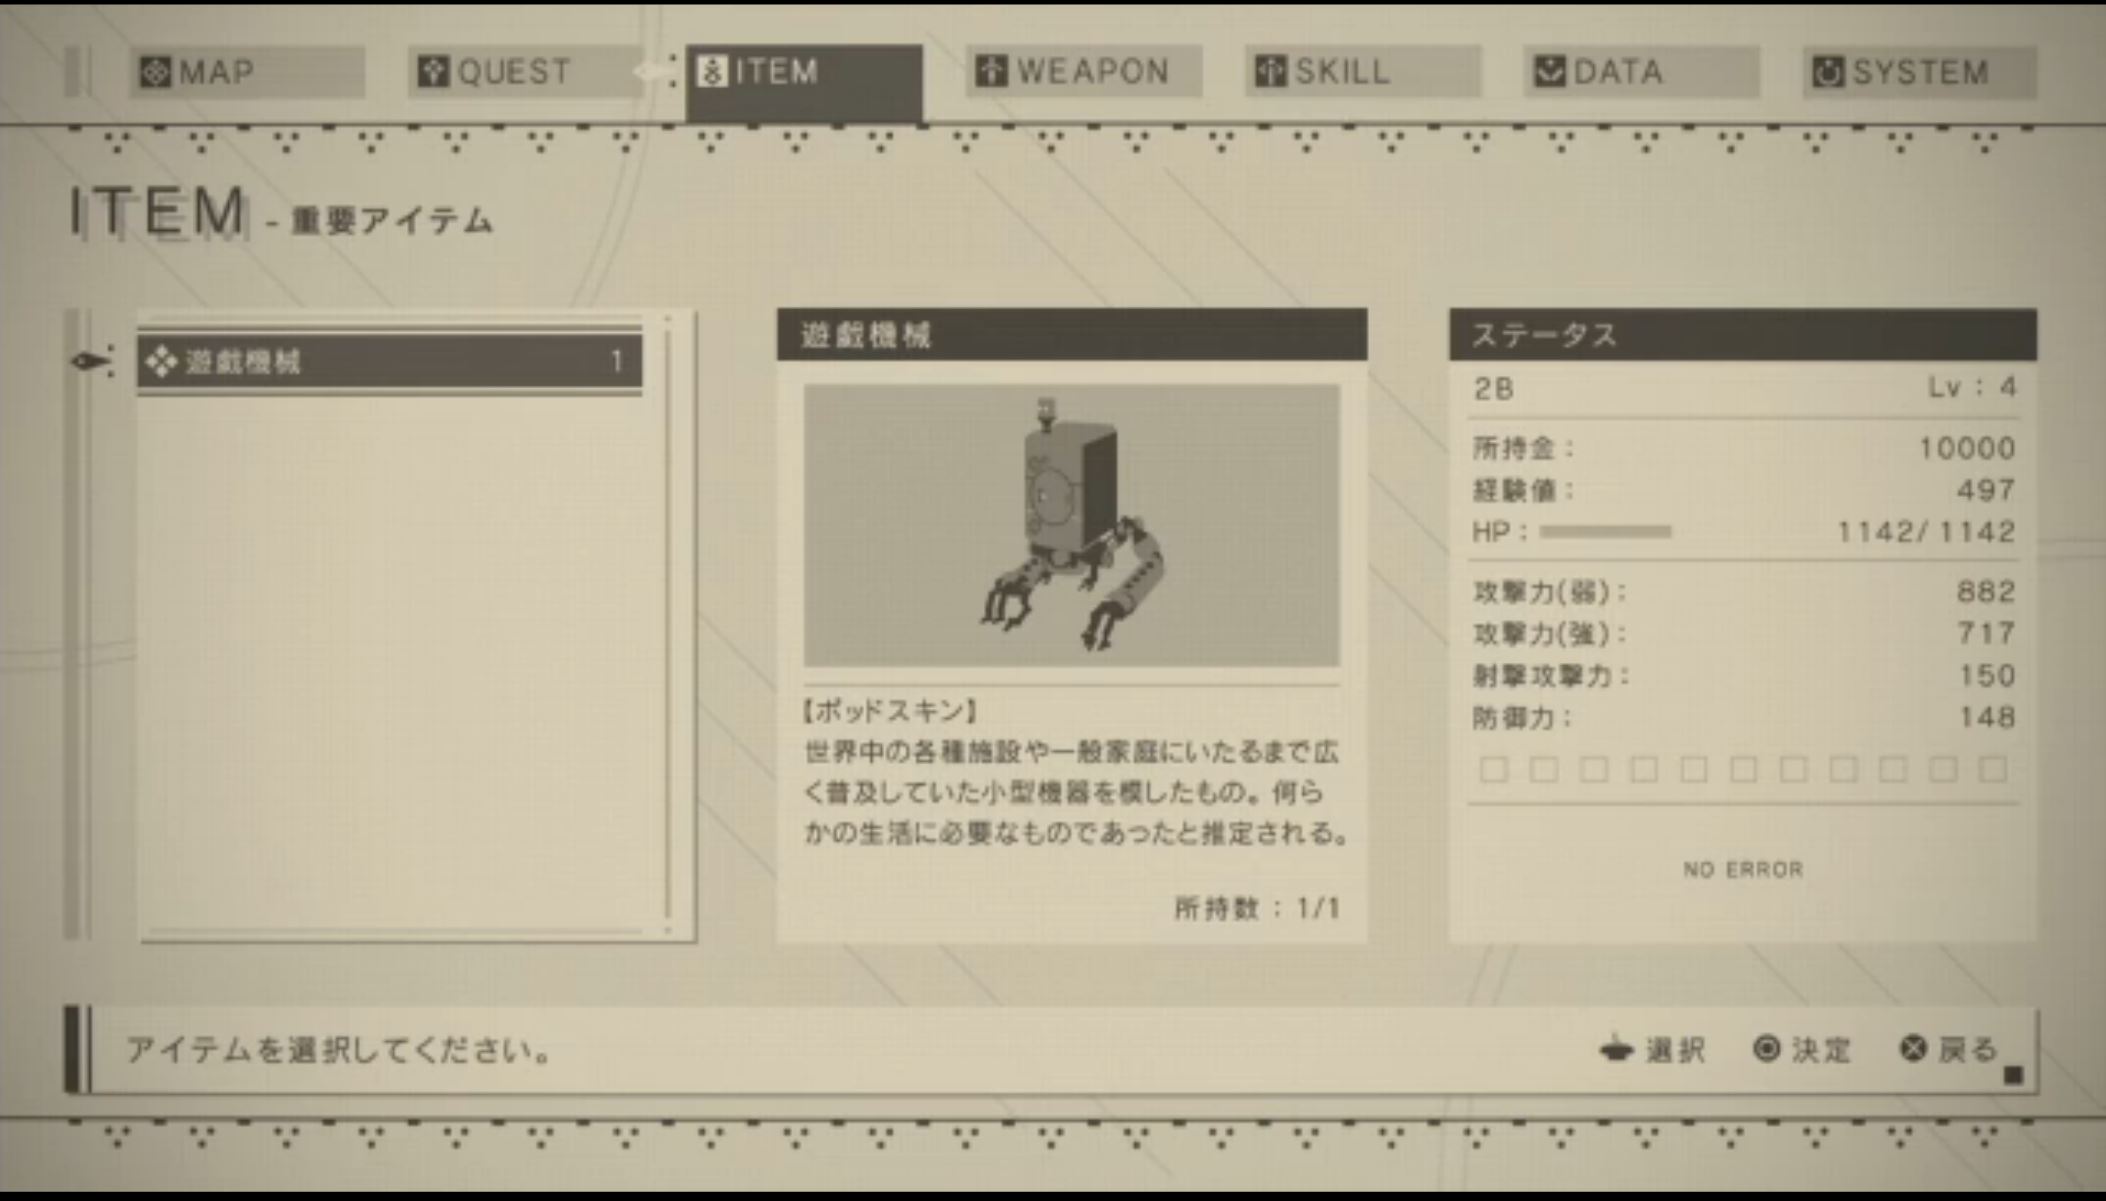 MAP
QUEST
ITEM
WEAPON
SKILL
DATA
SYSTEM
ITEM - 重要アイテム
遊戯機械 1
遊戯機械
【ポッドスキン】
世界中の各種施設や一般家庭にいたるまで広
く普及していた小型機器を模したもの。何ら
かの生活に必要なものであったと推定される。
所持数：1/1
ステータス
2B Lv：4
所持金： 10000
経験値： 497
HP： 1142/1142
攻撃力(弱)： 882
攻撃力(強)： 717
射撃攻撃力： 150
防御力： 148
NO ERROR
アイテムを選択してください。
選択 決定 戻る